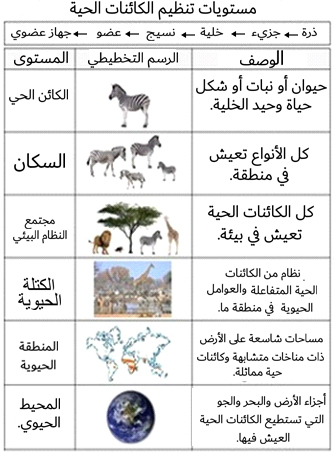 مستويات تنظيم الكائنات الحية
ذرة ← جزيء ← خلية ← نسيج ← عضو ← جهاز عضوي
المستوى الرسم التخطيطي الوصف
الكائن الحي
حيوان أو نبات أو شكل
حياة وحيد الخلية.
السكان
كل الأنواع تعيش
في منطقة.
مجتمع
النظام البيئي
كل الكائنات الحية
تعيش في بيئة.
الكتلة
الحيوية
نظام من الكائنات
الحية المتفاعلة والعوامل
الحيوية في منطقة ما.
المنطقة
الحيوية
مساحات شاسعة على الأرض
ذات مناخات متشابهة وكائنات
حية مماثلة.
المحيط
الحيوي.
أجزاء الأرض والبحر والجو
التي تستطيع الكائنات الحية
العيش فيها.